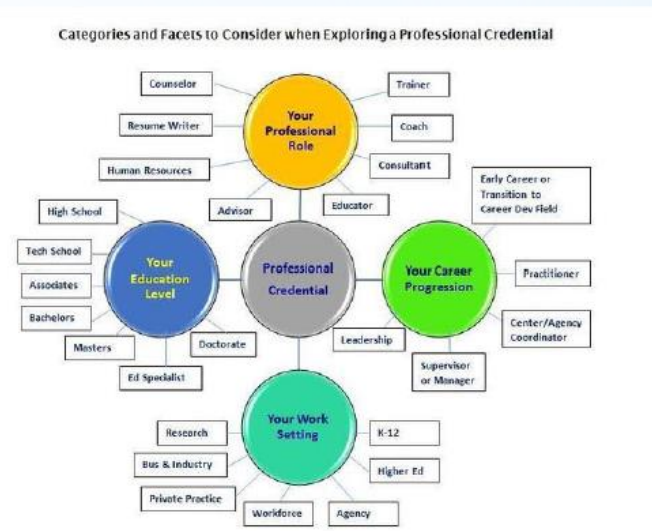 Categories and Facets to Consider when Exploring a Professional Credential
Counselor
Resume Writer
Human Resources
Advisor
Your
Professional
Role
Trainer
Coach
Consultant
Educator
High School
Tech School
Associates
Bachelors
Masters
Ed Specialist
Doctorate
Your
Education
Level
Professional
Credential
Your Career
Progression
Early Career or
Transition to
Career Dev Field
Practitioner
Center/Agency
Coordinator
Supervisor
or Manager
Leadership
Your Work
Setting
Research
Bus & Industry
Private Practice
Workforce
Agency
Higher Ed
K-12